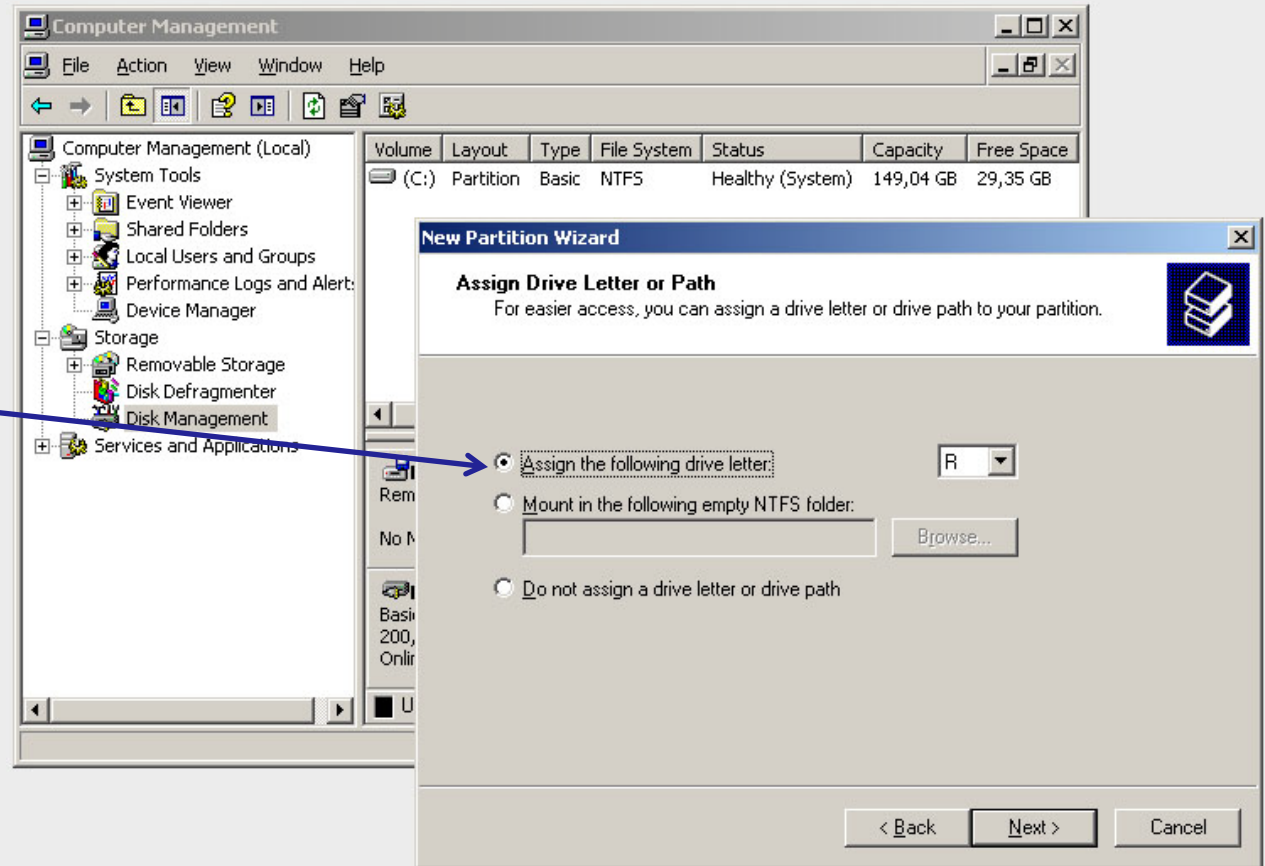 Computer Management
File Action View Window Help
Computer Management (Local)
System Tools
Event Viewer
Shared Folders
Local Users and Groups
Performance Logs and Alert
Device Manager
Storage
Removable Storage
Disk Defragmenter
Disk Management
Services and Applications
Volume Layout Type File System Status Capacity Free Space
(C:) Partition Basic NTFS Healthy (System) 149,04 GB 29,35 GB
Rem
No
Basi
200,
Onlin
U
New Partition Wizard
Assign Drive Letter or Path
For easier access, you can assign a drive letter or drive path to your partition.
Assign the following drive letter: R
Mount in the following empty NTFS folder:
Browse...
Do not assign a drive letter or drive path
< Back Next > Cancel